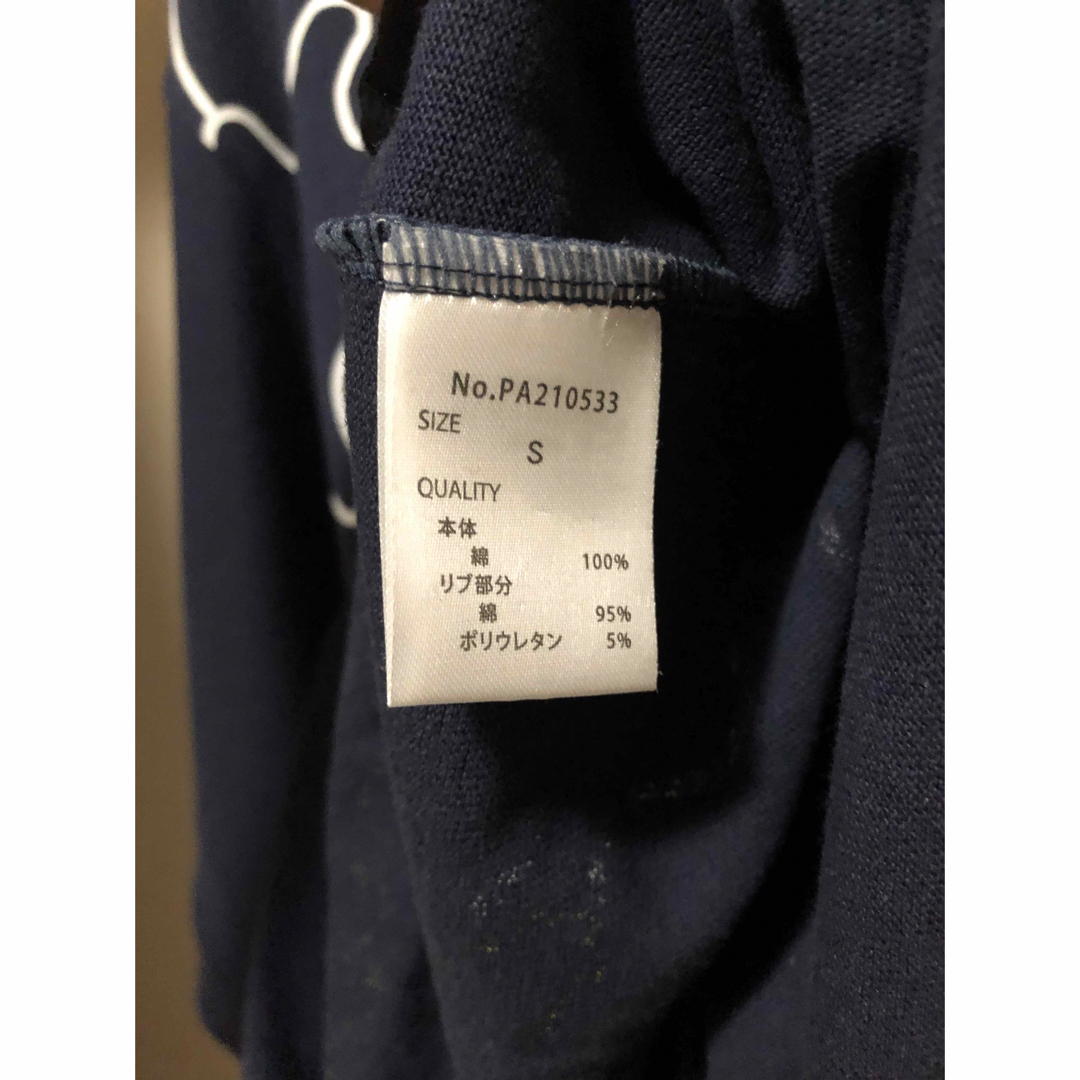 No.PA210533
SIZE
S
QUALITY
本体
綿 100%
リブ部分
綿 95%
ポリウレタン 5%